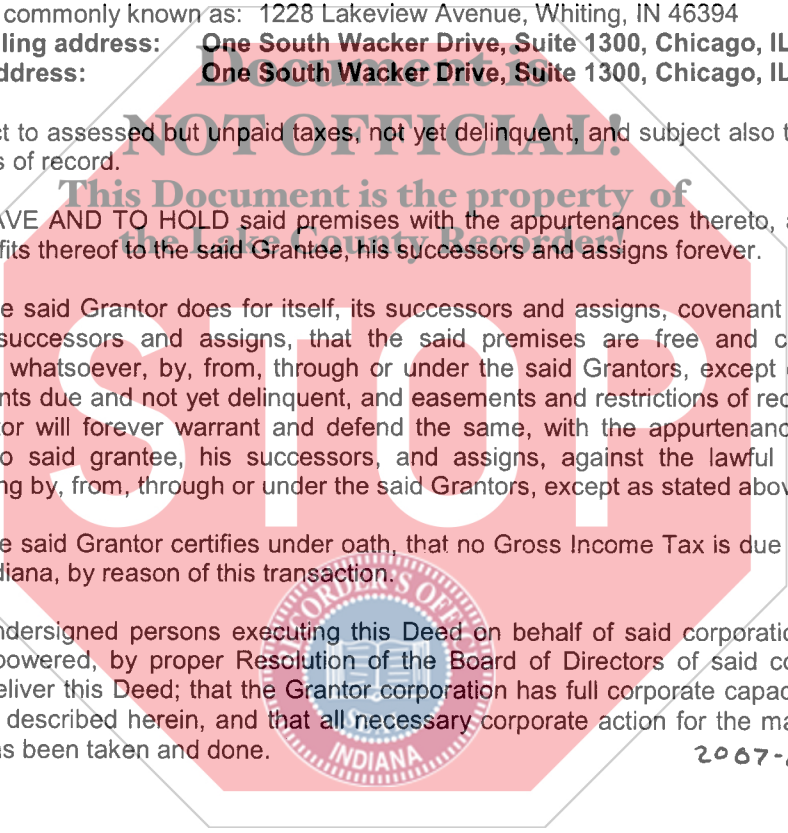 commonly known as: 1228 Lakeview Avenue, Whiting, IN 46394
ling address: One South Wacker Drive, Suite 1300, Chicago, IL
ddress: One South Wacker Drive, Suite 1300, Chicago, IL
Document is
ct to assessed but unpaid taxes, not yet delinquent, and subject also t
NOT OFFICIAL!
s of record.
This Document is the property of
AVE AND TO HOLD said premises with the appurtenances thereto, a
the Lake County Recorder!
fits thereof to the said Grantee, his successors and assigns forever.
e said Grantor does for itself, its successors and assigns, covenant
successors and assigns, that the said premises are free and c
whatsoever, by, from, through or under the said Grantors, except
nts due and not yet delinquent, and easements and restrictions of rec
tor will forever warrant and defend the same, with the appurtenanc
o said grantee, his successors, and assigns, against the lawful
ng by, from, through or under the said Grantors, except as stated abov
STOP
e said Grantor certifies under oath, that no Gross Income Tax is due
diana, by reason of this transaction.
ndersigned persons executing this Deed on behalf of said corporatio
powered, by proper Resolution of the Board of Directors of said co
eliver this Deed; that the Grantor corporation has full corporate capac
described herein, and that all necessary corporate action for the ma
as been taken and done.
RECORDER'S OFFICE
SEAL
INDIANA
2007-